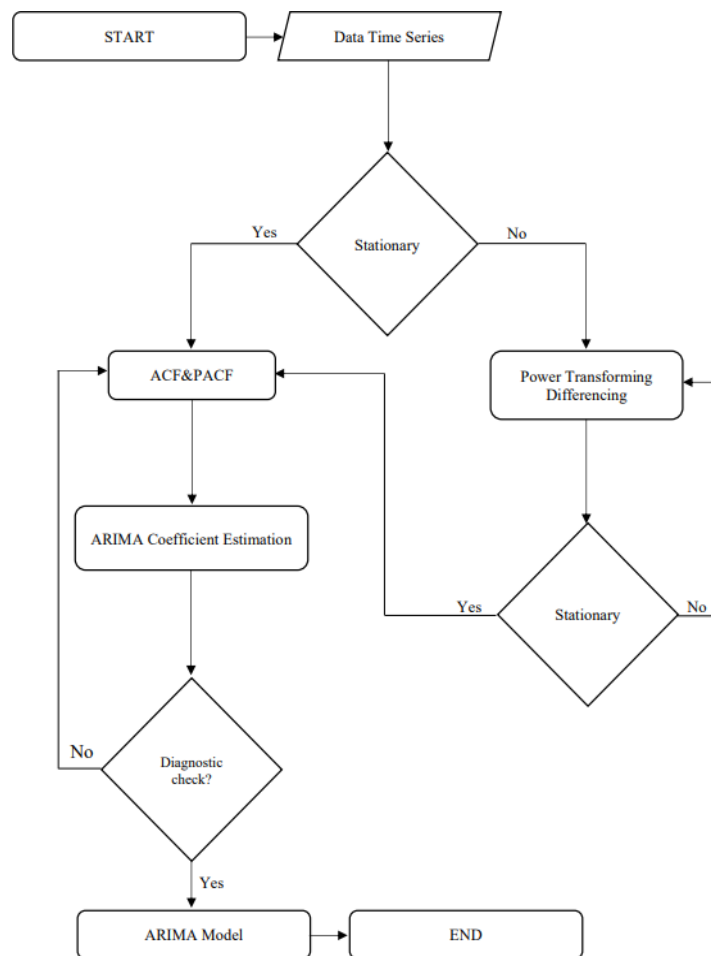 START
Data Time Series
Stationary
Yes
No
ACF&PACF
Power Transforming
Differencing
ARIMA Coefficient Estimation
Stationary
Yes
No
Diagnostic
check?
No
Yes
ARIMA Model
END